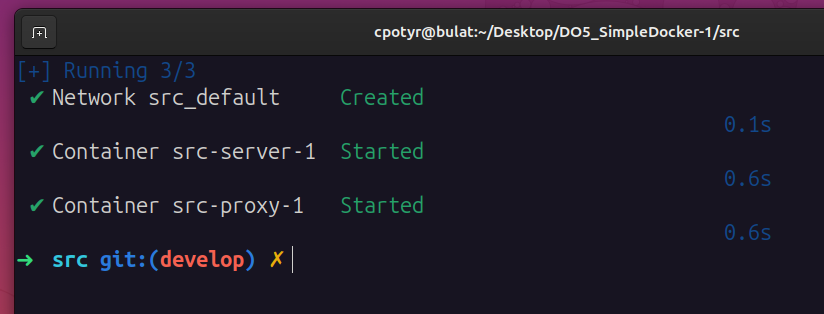 cpotyr@bulat:~/Desktop/DO5_SimpleDocker-1/src
[+] Running 3/3
✔ Network src_default Created
0.1s
✔ Container src-server-1 Started
0.6s
✔ Container src-proxy-1 Started
0.6s
➜ src git:(develop) ✗